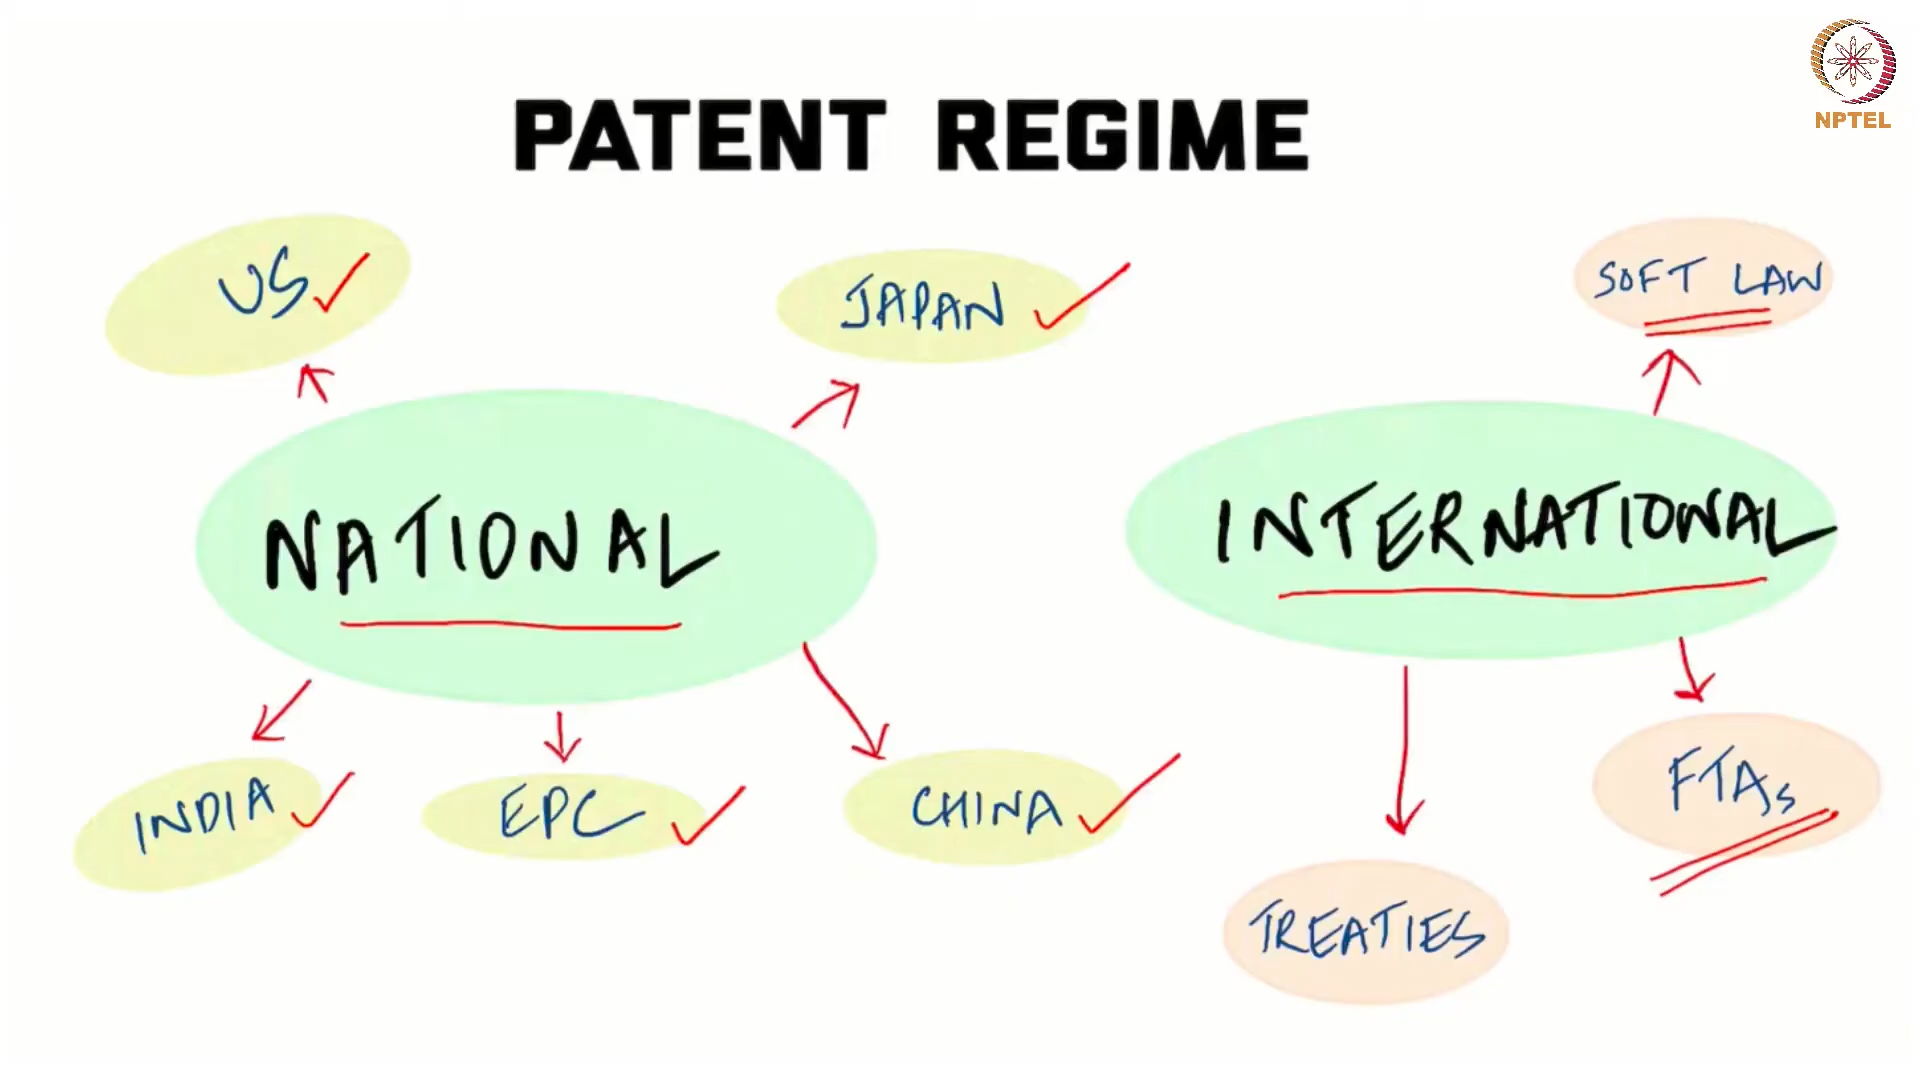 NPTEL
PATENT REGIME
US
JAPAN
SOFT LAW
NATIONAL
INTERNATIONAL
INDIA
EPC
CHINA
FTAs
TREATIES